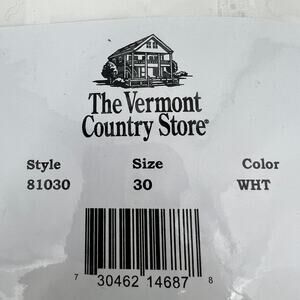 The Vermont
Country Store®
Style Size Color
81030 30 WHT
7 30462 14687 8